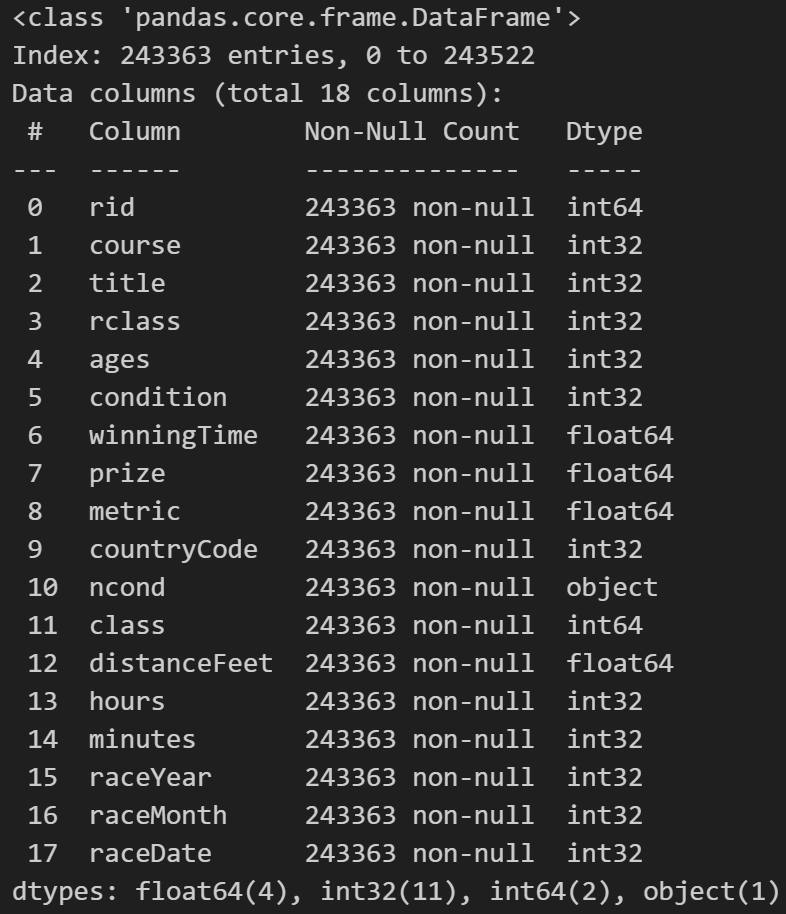 <class 'pandas.core.frame.DataFrame'>
Index: 243363 entries, 0 to 243522
Data columns (total 18 columns):
 #   Column        Non-Null Count   Dtype
---  ------        --------------   -----
 0   rid           243363 non-null  int64
 1   course        243363 non-null  int32
 2   title         243363 non-null  int32
 3   rclass        243363 non-null  int32
 4   ages          243363 non-null  int32
 5   condition     243363 non-null  int32
 6   winningTime   243363 non-null  float64
 7   prize         243363 non-null  float64
 8   metric        243363 non-null  float64
 9   countryCode   243363 non-null  int32
 10  ncond         243363 non-null  object
 11  class         243363 non-null  int64
 12  distanceFeet  243363 non-null  float64
 13  hours         243363 non-null  int32
 14  minutes       243363 non-null  int32
 15  raceYear      243363 non-null  int32
 16  raceMonth     243363 non-null  int32
 17  raceDate      243363 non-null  int32
dtypes: float64(4), int32(11), int64(2), object(1)